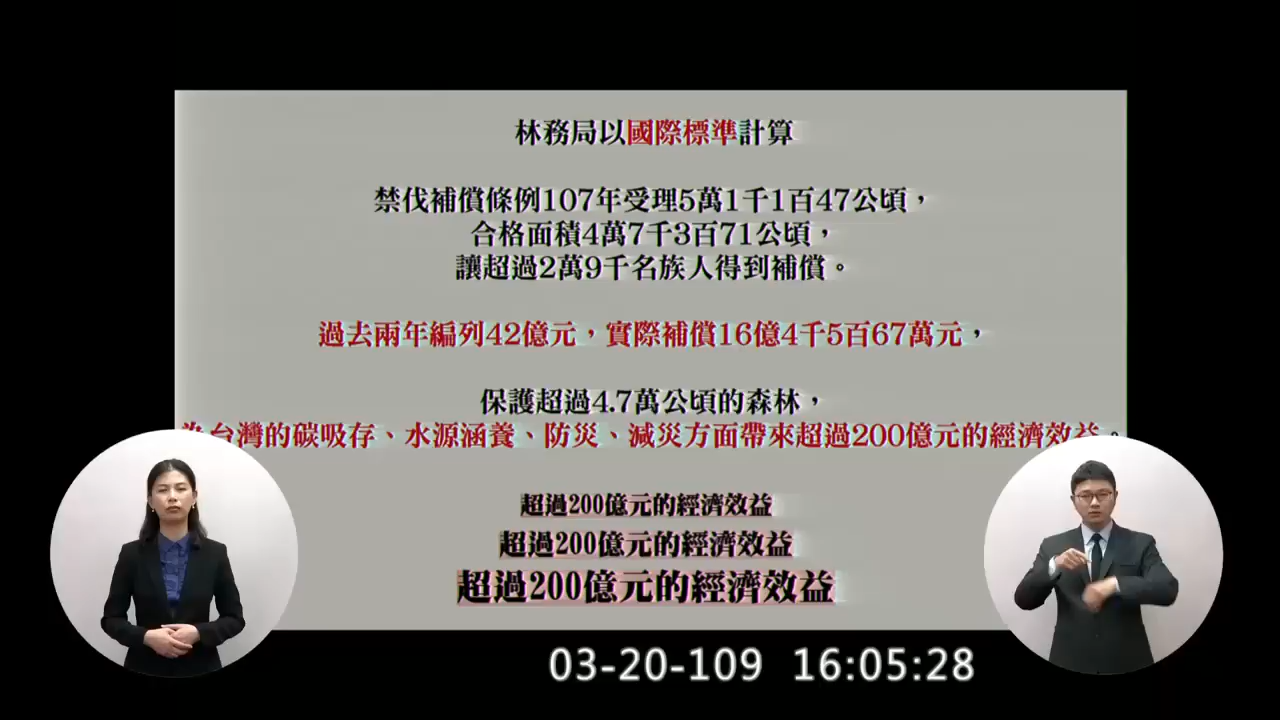 林務局以國際標準計算
禁伐補償條例107年受理5萬1千1百47公頃，
合格面積4萬7千3百71公頃，
讓超過2萬9千名族人得到補償。
過去兩年編列42億元，實際補償16億4千5百67萬元，
保護超過4.7萬公頃的森林，
為台灣的碳吸存、水源涵養、防災、減災方面帶來超過200億元的經濟效益。
超過200億元的經濟效益
超過200億元的經濟效益
超過200億元的經濟效益
03-20-109 16:05:28